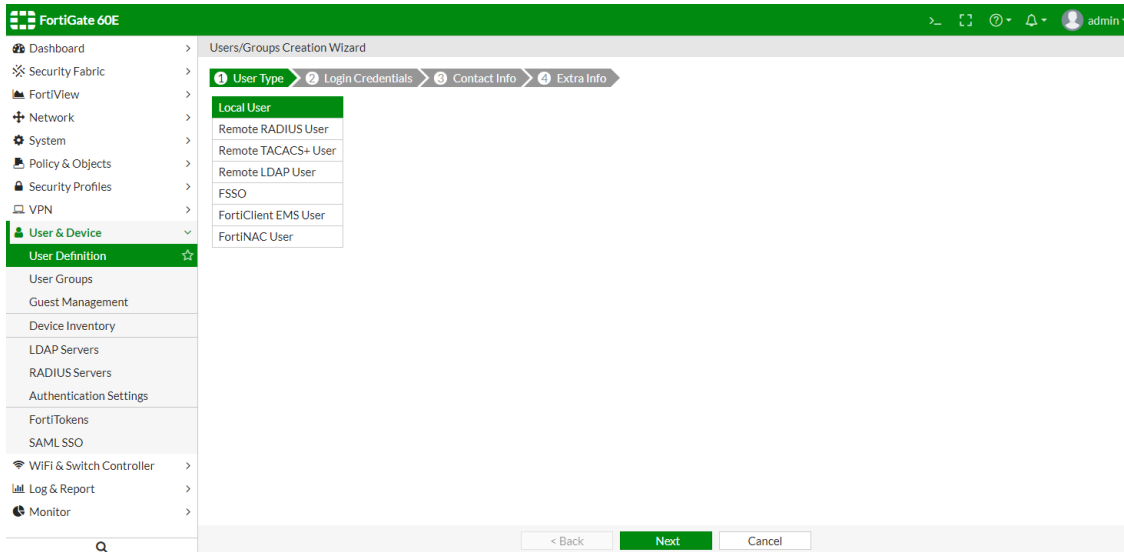 FortiGate 60E
>_
admin
Dashboard
Security Fabric
FortiView
Network
System
Policy & Objects
Security Profiles
VPN
User & Device
User Definition
User Groups
Guest Management
Device Inventory
LDAP Servers
RADIUS Servers
Authentication Settings
FortiTokens
SAML SSO
WiFi & Switch Controller
Log & Report
Monitor
Users/Groups Creation Wizard
1 User Type 2 Login Credentials 3 Contact Info 4 Extra Info
Local User
Remote RADIUS User
Remote TACACS+ User
Remote LDAP User
FSSO
FortiClient EMS User
FortiNAC User
< Back Next Cancel